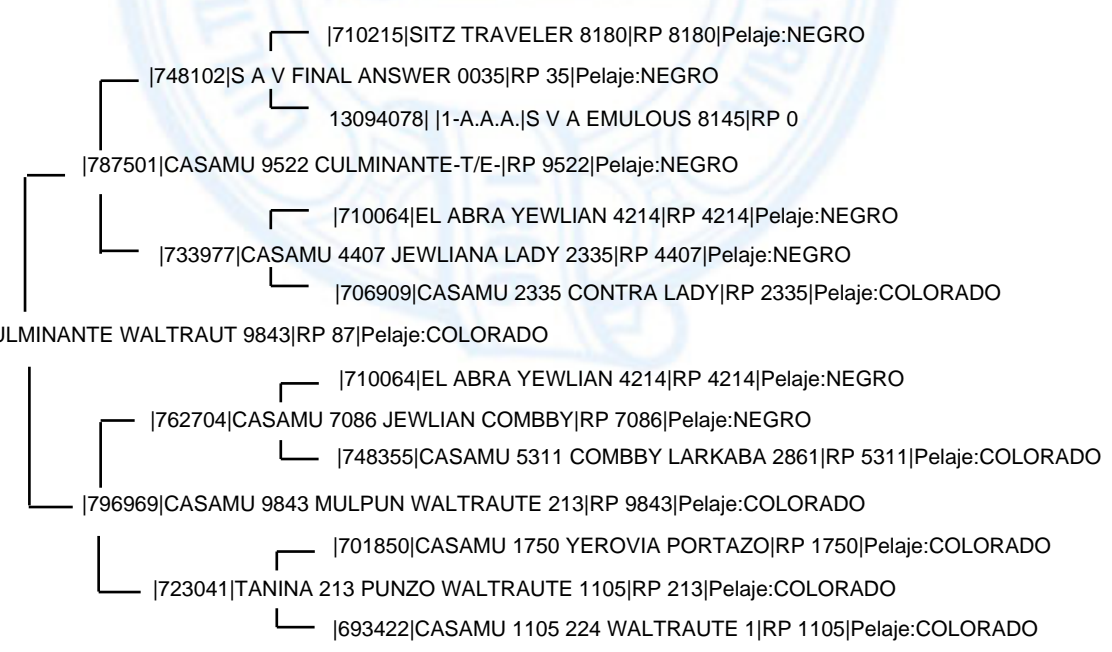 |710215|SITZ TRAVELER 8180|RP 8180|Pelaje:NEGRO
|748102|S A V FINAL ANSWER 0035|RP 35|Pelaje:NEGRO
13094078| |1-A.A.A.|S V A EMULOUS 8145|RP 0
|787501|CASAMU 9522 CULMINANTE-T/E-|RP 9522|Pelaje:NEGRO
|710064|EL ABRA YEWLIAN 4214|RP 4214|Pelaje:NEGRO
|733977|CASAMU 4407 JEWLIANA LADY 2335|RP 4407|Pelaje:NEGRO
|706909|CASAMU 2335 CONTRA LADY|RP 2335|Pelaje:COLORADO
WALTRAUT 9843|RP 87|Pelaje:COLORADO
|710064|EL ABRA YEWLIAN 4214|RP 4214|Pelaje:NEGRO
|762704|CASAMU 7086 JEWLIAN COMBBY|RP 7086|Pelaje:NEGRO
|748355|CASAMU 5311 COMBBY LARKABA 2861|RP 5311|Pelaje:COLORADO
|796969|CASAMU 9843 MULPUN WALTRAUTE 213|RP 9843|Pelaje:COLORADO
|701850|CASAMU 1750 YEROVIA PORTAZO|RP 1750|Pelaje:COLORADO
|723041|TANINA 213 PUNZO WALTRAUTE 1105|RP 213|Pelaje:COLORADO
|693422|CASAMU 1105 224 WALTRAUTE 1|RP 1105|Pelaje:COLORADO